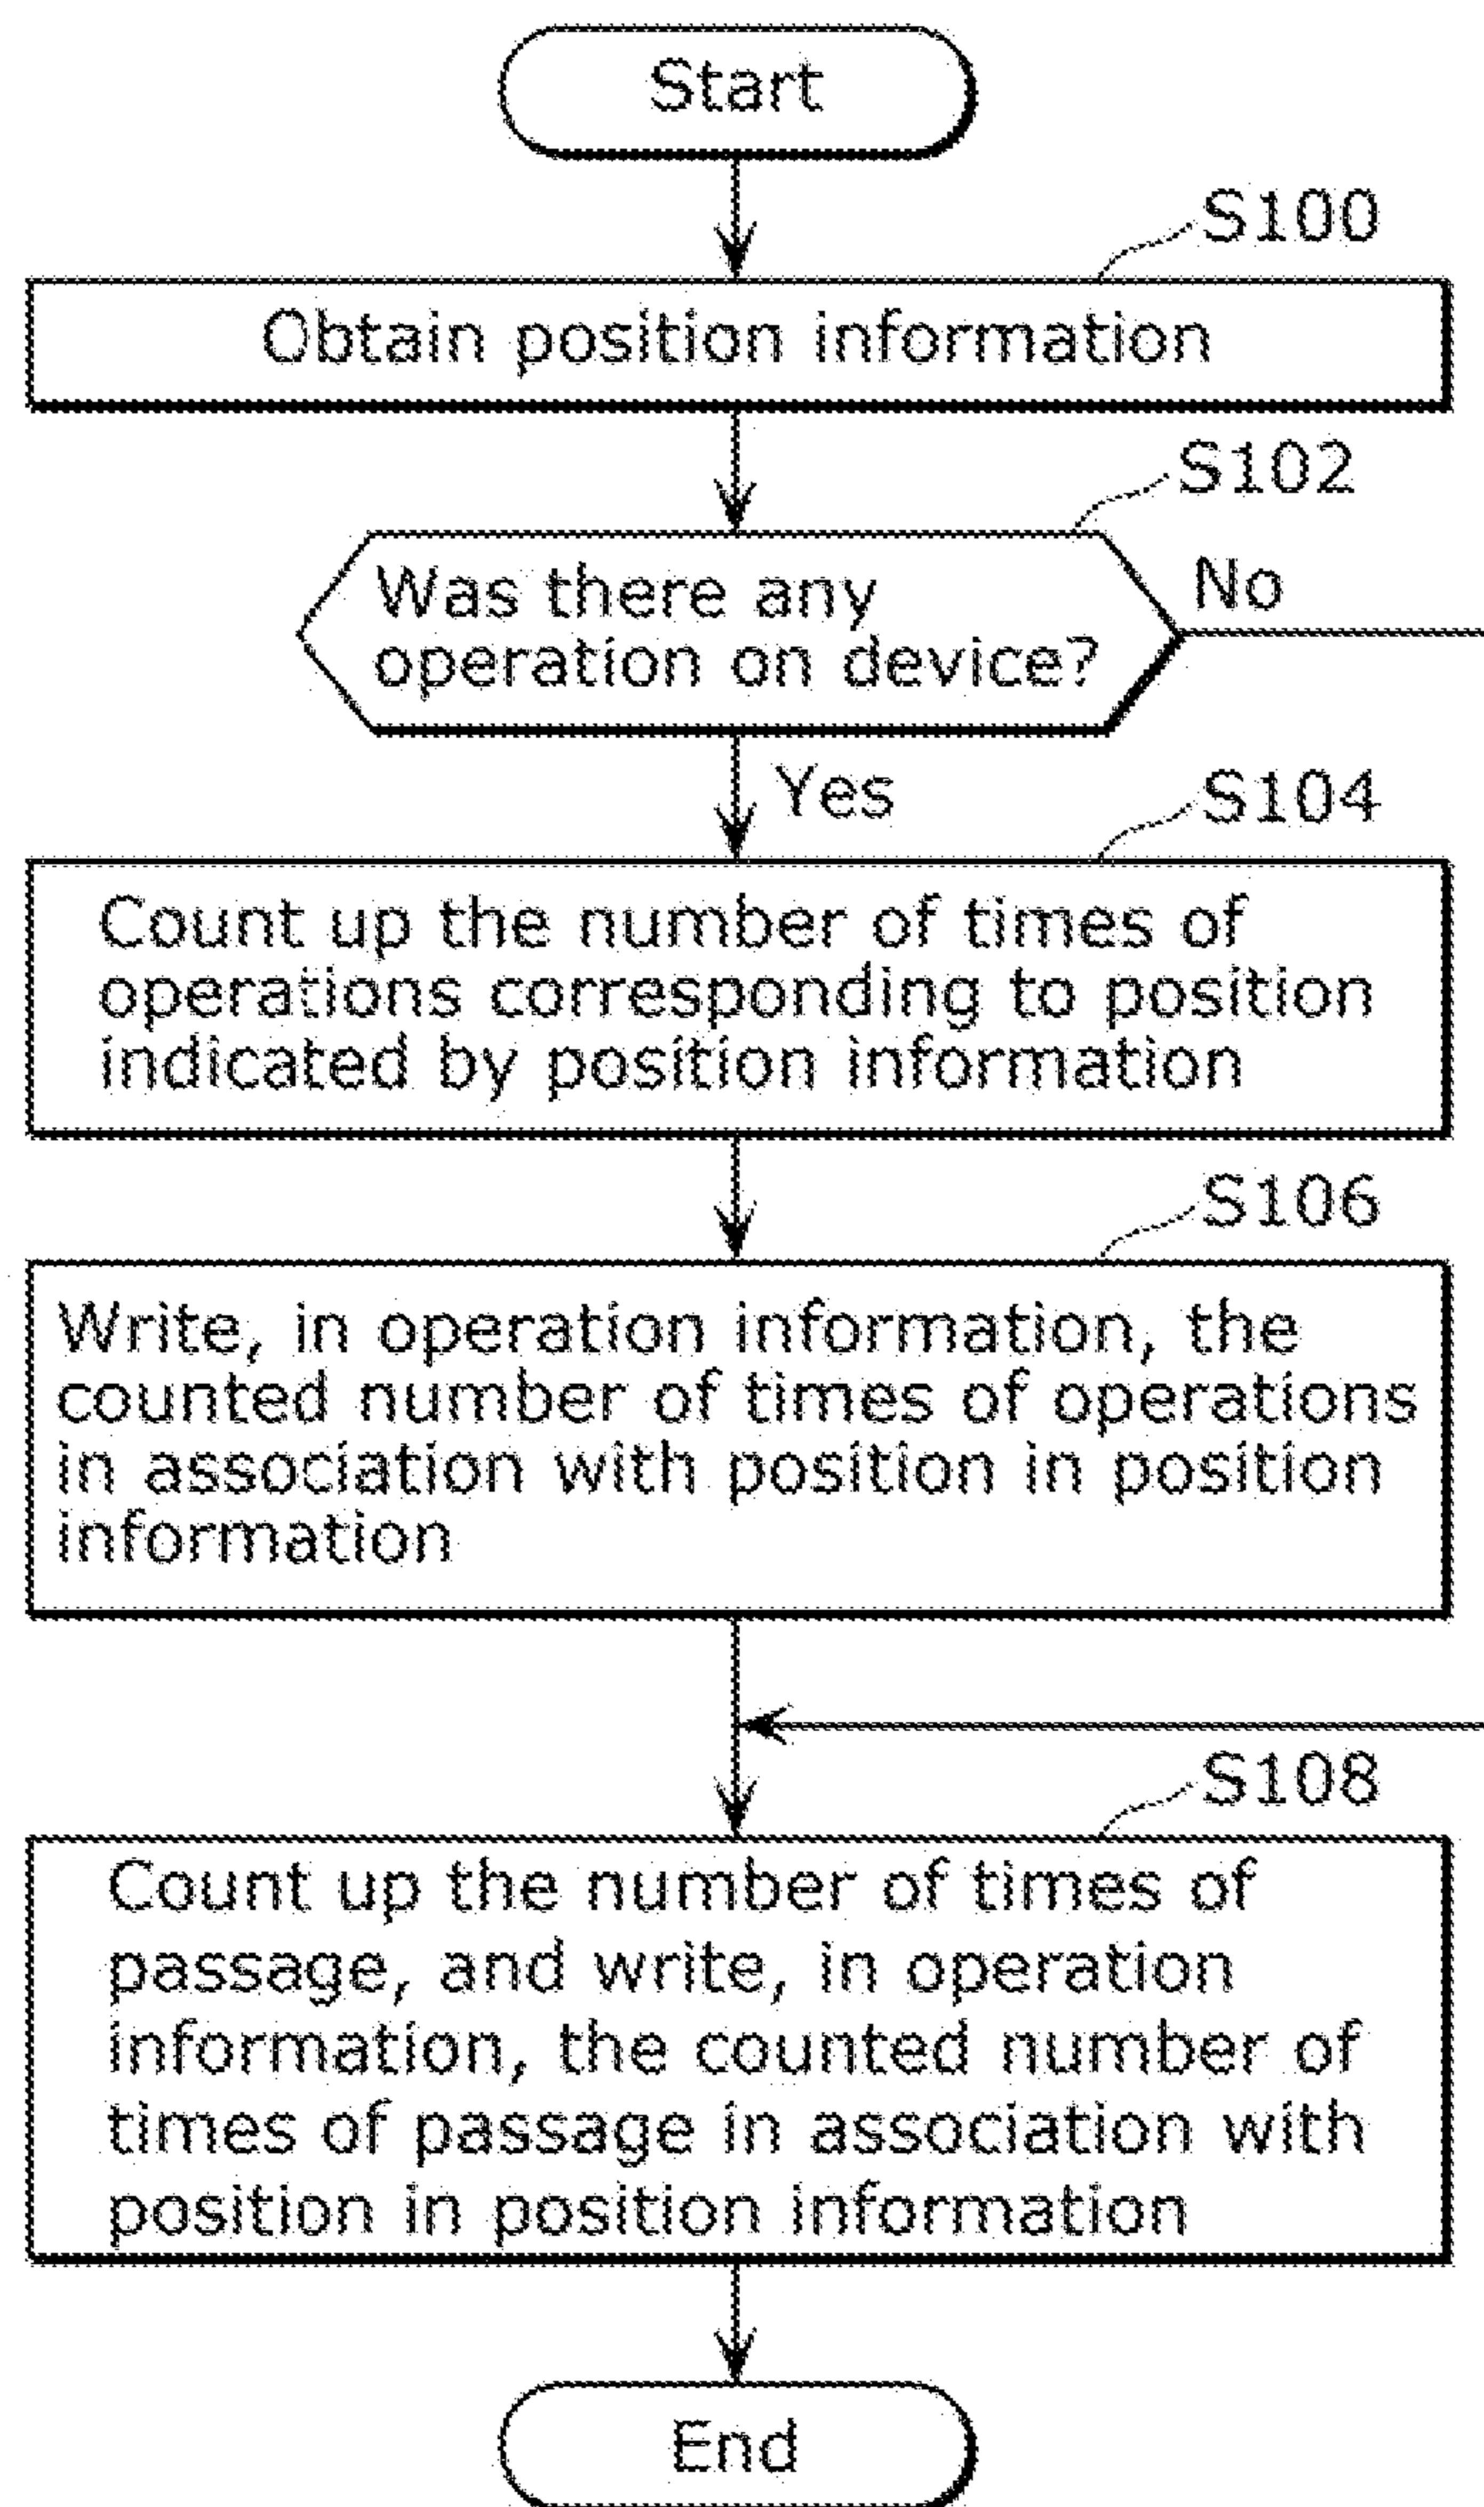 Start
S100
Obtain position information
S102
Was there any
operation on device?
No
Yes
S104
Count up the number of times of
operations corresponding to position
indicated by position information
S106
Write, in operation information, the
counted number of times of operations
in association with position in position
information
S108
Count up the number of times of
passage, and write, in operation
information, the counted number of
times of passage in association with
position in position information
End